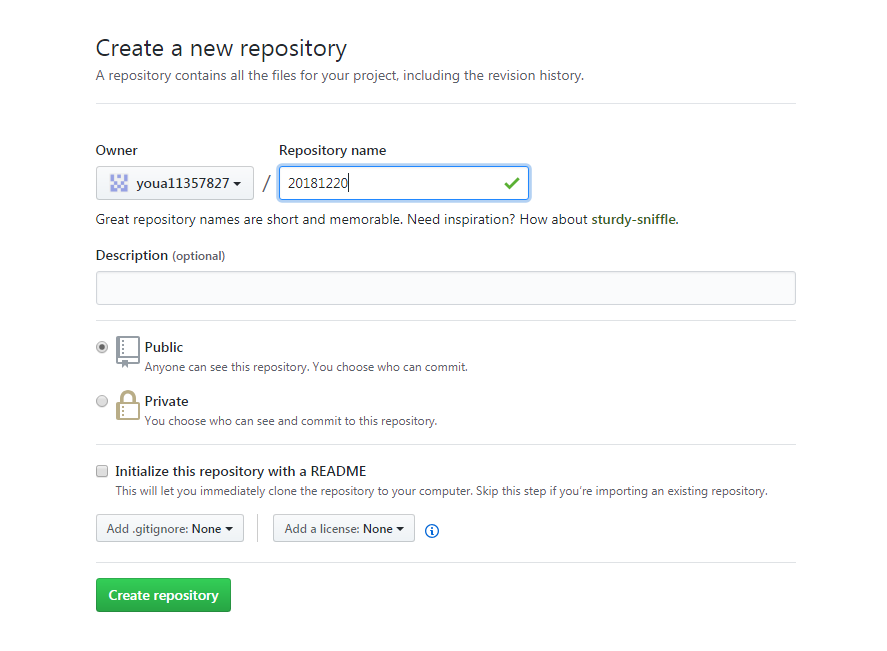 Create a new repository
A repository contains all the files for your project, including the revision history.
Owner
Repository name
youa11357827
/
20181220
Great repository names are short and memorable. Need inspiration? How about sturdy-sniffle.
Description (optional)
Public
Anyone can see this repository. You choose who can commit.
Private
You choose who can see and commit to this repository.
Initialize this repository with a README
This will let you immediately clone the repository to your computer. Skip this step if you're importing an existing repository.
Add .gitignore: None
Add a license: None
Create repository